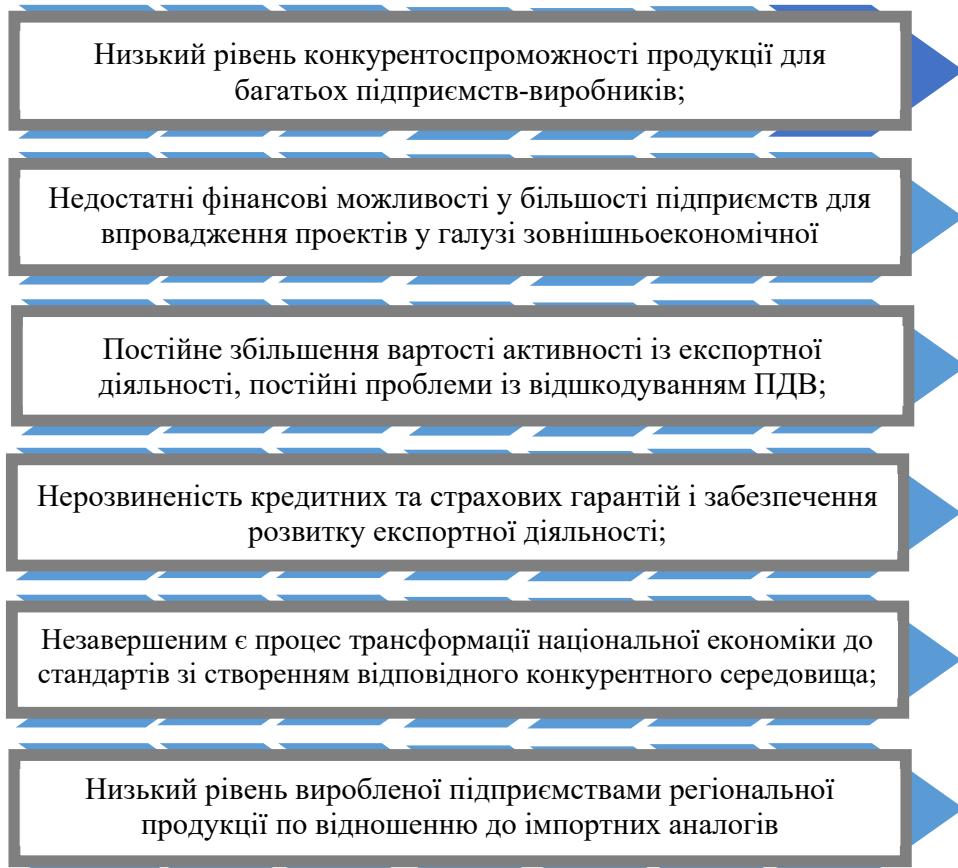 Низький рівень конкурентоспроможності продукції для
багатьох підприємств-виробників;
Недостатні фінансові можливості у більшості підприємств для
впровадження проектів у галузі зовнішньоекономічної
Постійне збільшення вартості активності із експортної
діяльності, постійні проблеми із відшкодуванням ПДВ;
Нерозвиненість кредитних та страхових гарантій і забезпечення
розвитку експортної діяльності;
Незавершеним є процес трансформації національної економіки до
стандартів зі створенням відповідного конкурентного середовища;
Низький рівень виробленої підприємствами регіональної
продукції по відношенню до імпортних аналогів